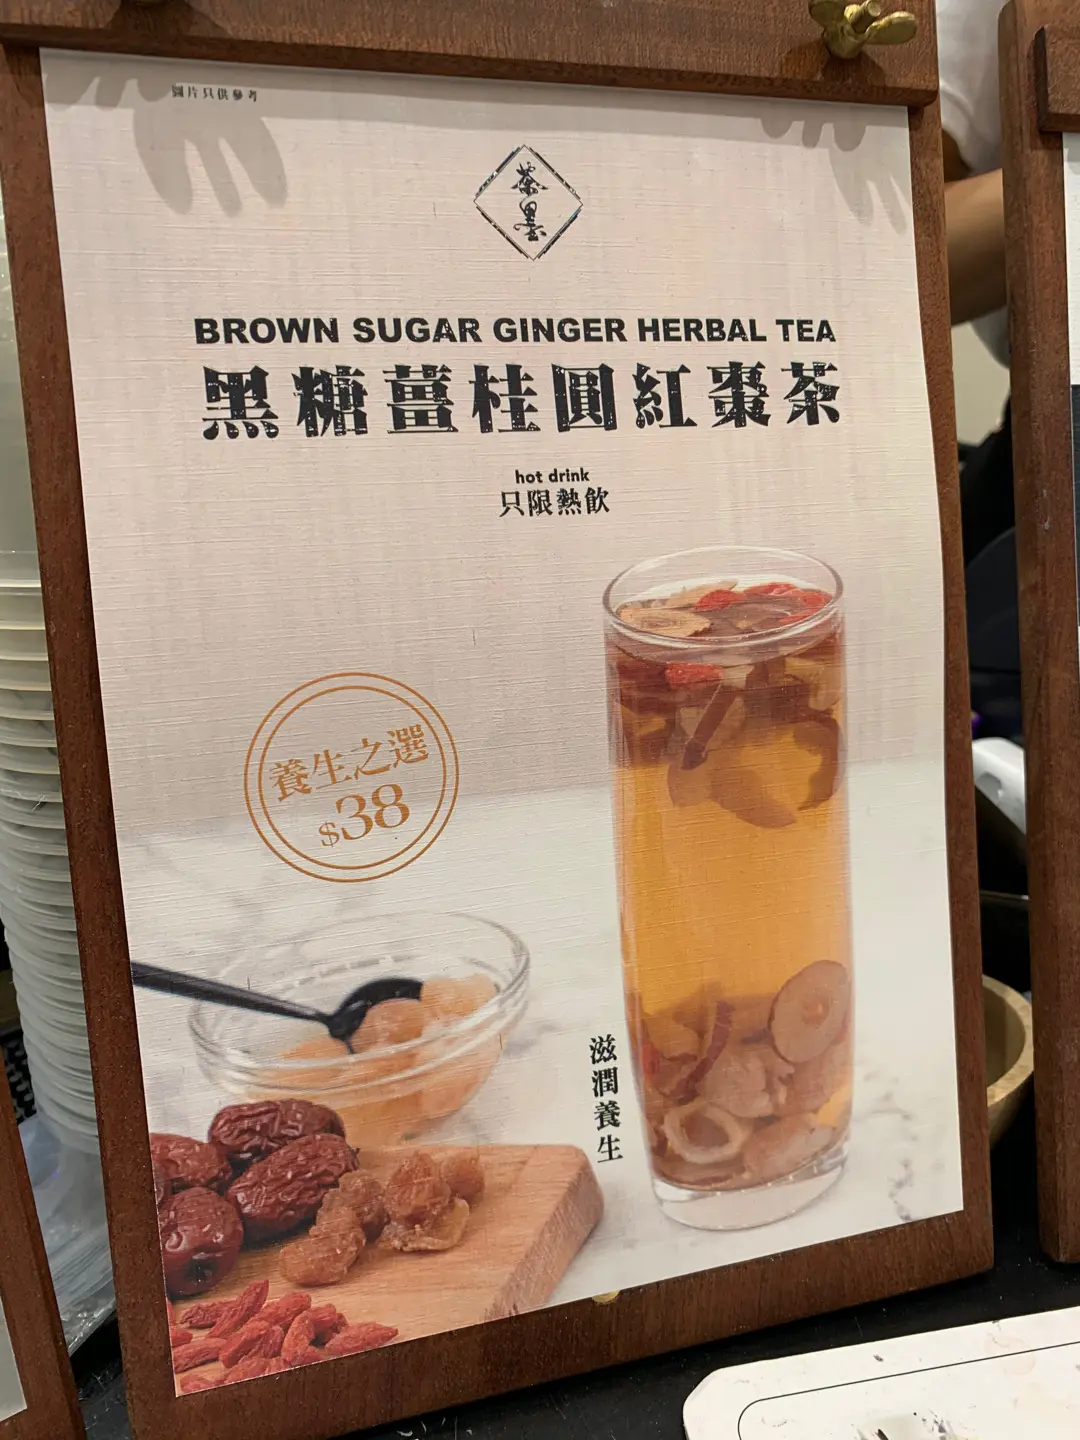 圖片只供參考
茶墨
BROWN SUGAR GINGER HERBAL TEA
黑糖薑桂圓紅棗茶
hot drink
只限熱飲
養生之選
$38
滋潤養生